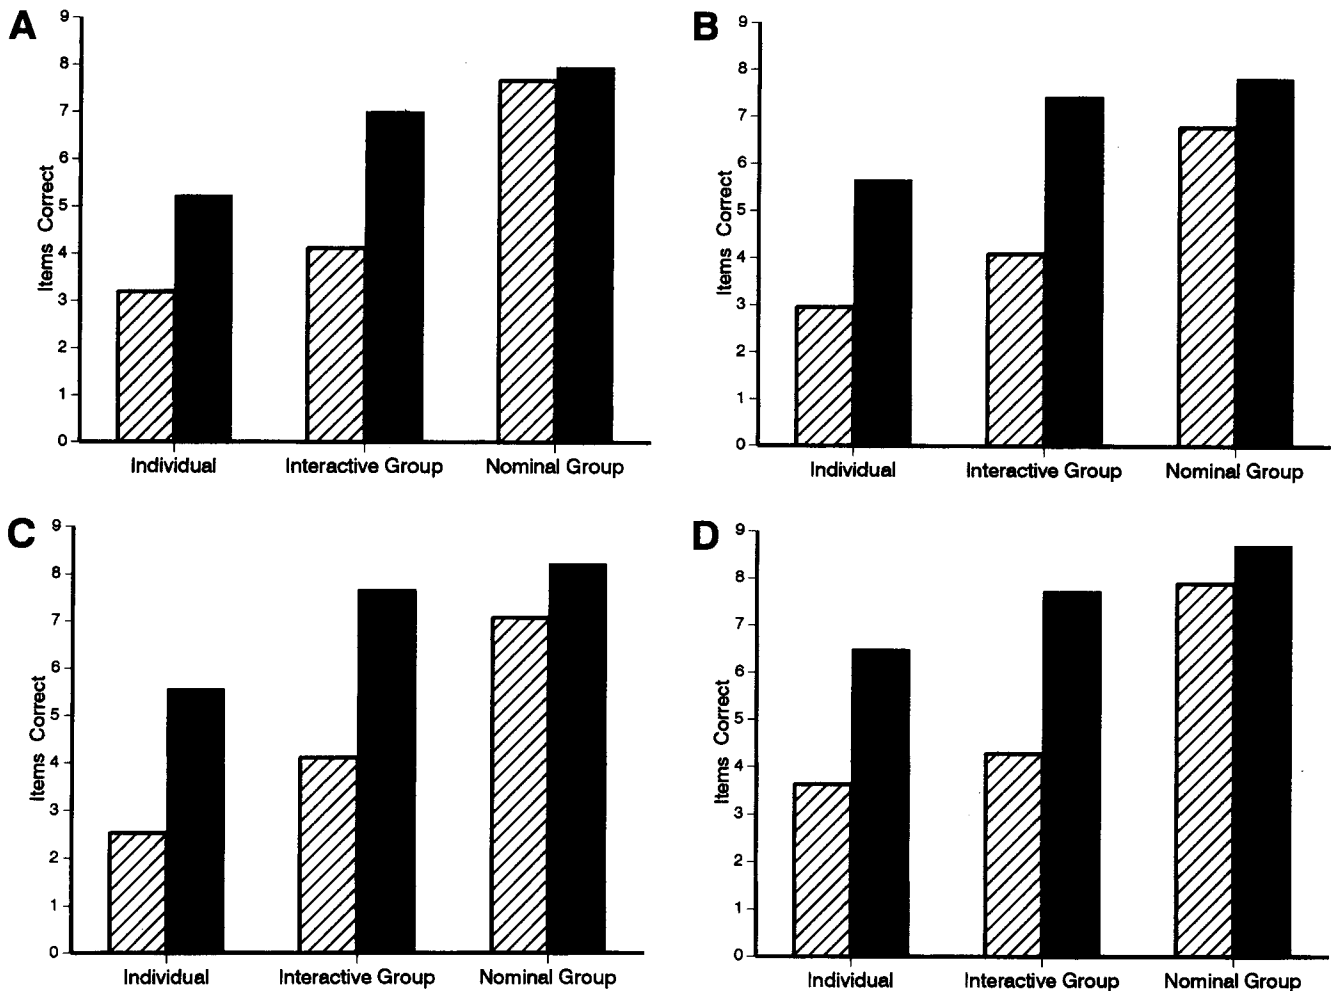 A
Items Correct
9
8
7
6
5
4
3
2
1
0
Individual
Interactive Group
Nominal Group
B
Items Correct
9
8
7
6
5
4
3
2
1
0
Individual
Interactive Group
Nominal Group
C
Items Correct
9
8
7
6
5
4
3
2
1
0
Individual
Interactive Group
Nominal Group
D
Items Correct
9
8
7
6
5
4
3
2
1
0
Individual
Interactive Group
Nominal Group